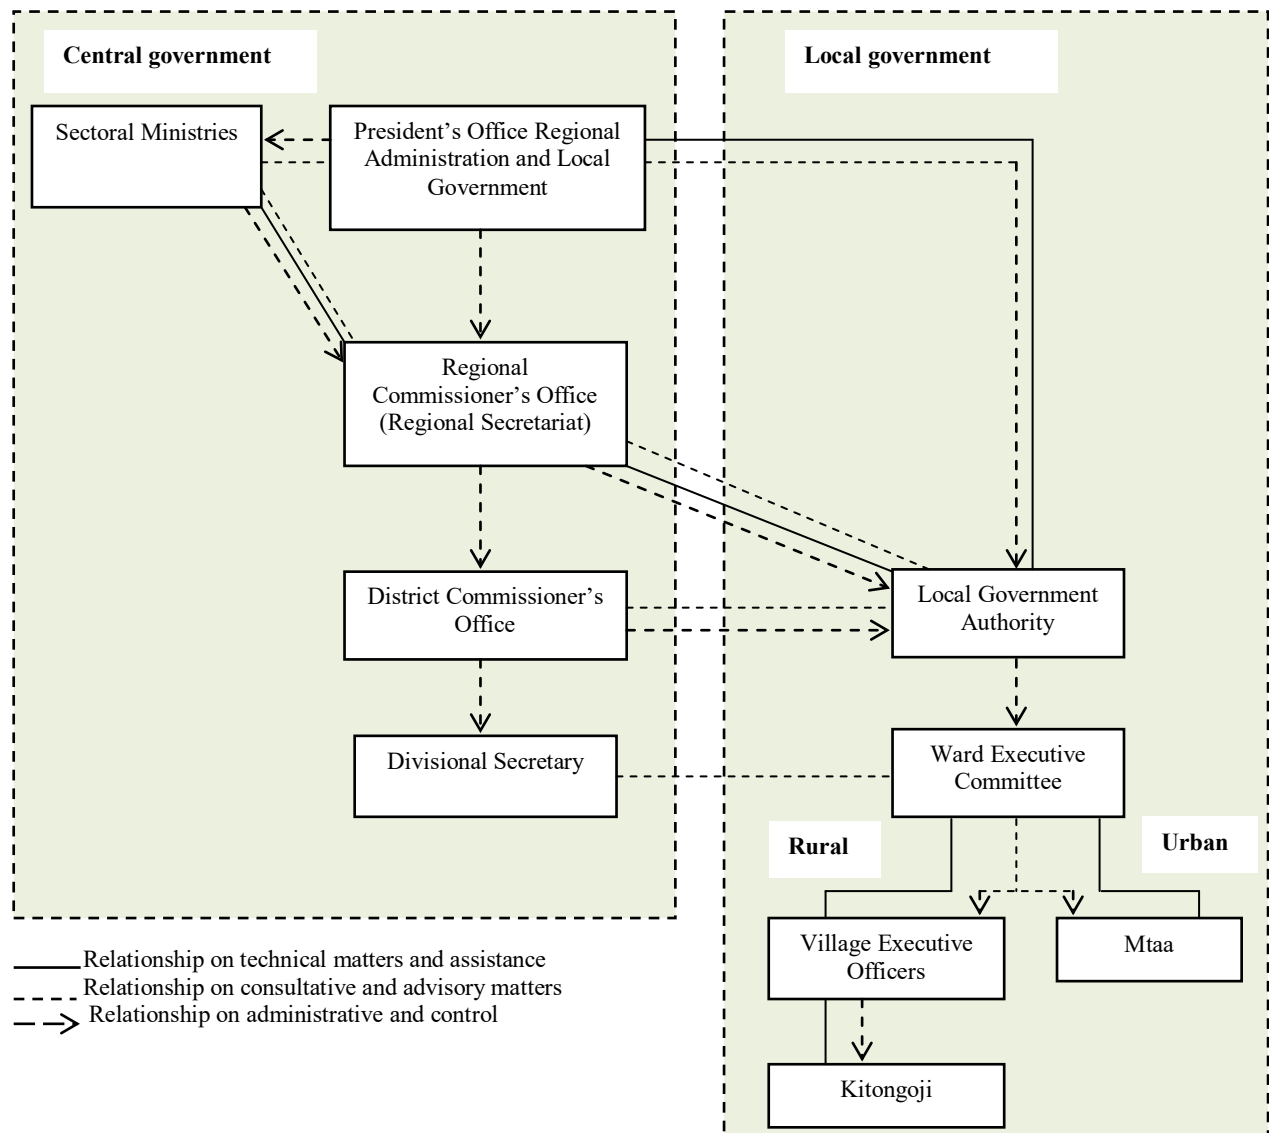 Central government
Local government
Sectoral Ministries
President’s Office Regional
Administration and Local
Government
Regional
Commissioner’s Office
(Regional Secretariat)
District Commissioner’s
Office
Local Government
Authority
Divisional Secretary
Ward Executive
Committee
Rural
Urban
Village Executive
Officers
Mtaa
Kitongoji
Relationship on technical matters and assistance
Relationship on consultative and advisory matters
Relationship on administrative and control